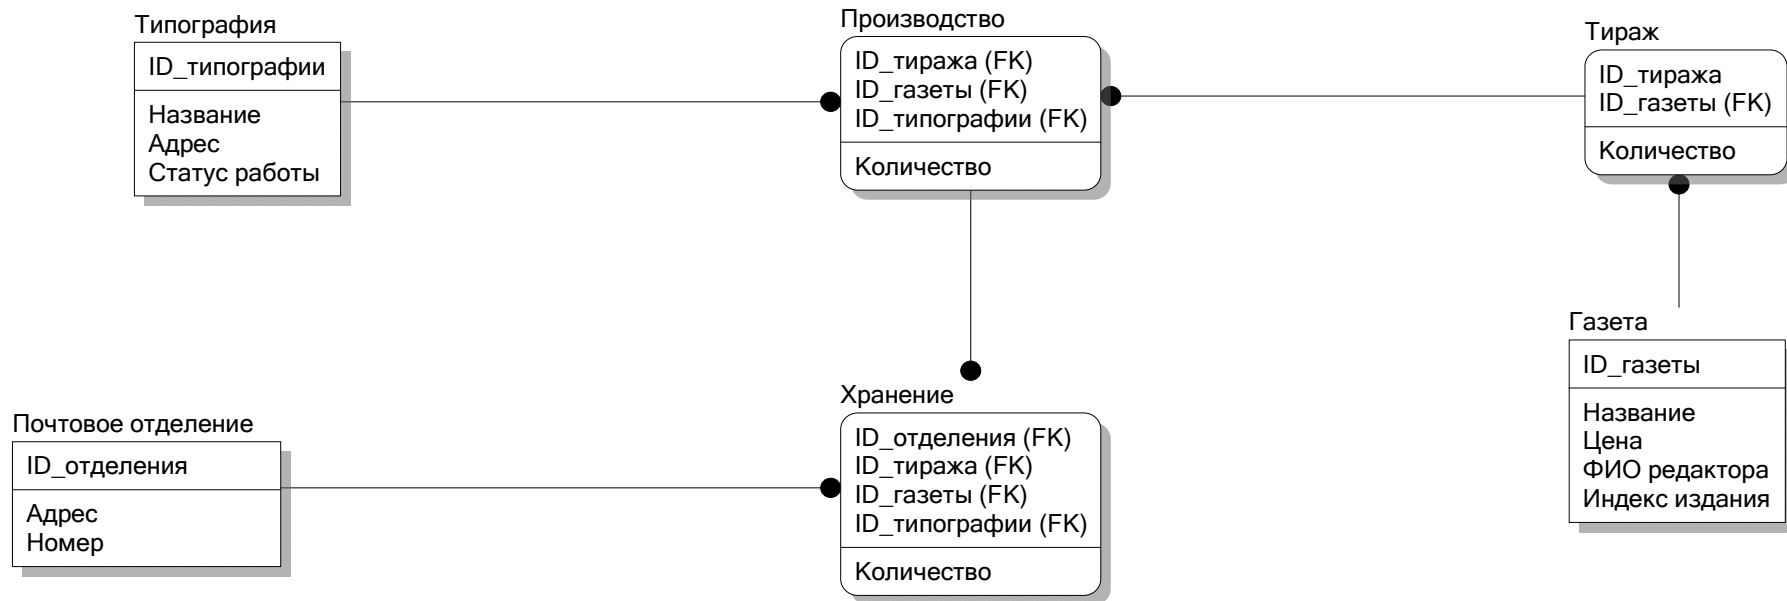 Типография
ID_типографии
Название
Адрес
Статус работы
Производство
ID_тиража (FK)
ID_газеты (FK)
ID_типографии (FK)
Количество
Тираж
ID_тиража
ID_газеты (FK)
Количество
Газета
ID_газеты
Название
Цена
ФИО редактора
Индекс издания
Почтовое отделение
ID_отделения
Адрес
Номер
Хранение
ID_отделения (FK)
ID_тиража (FK)
ID_газеты (FK)
ID_типографии (FK)
Количество